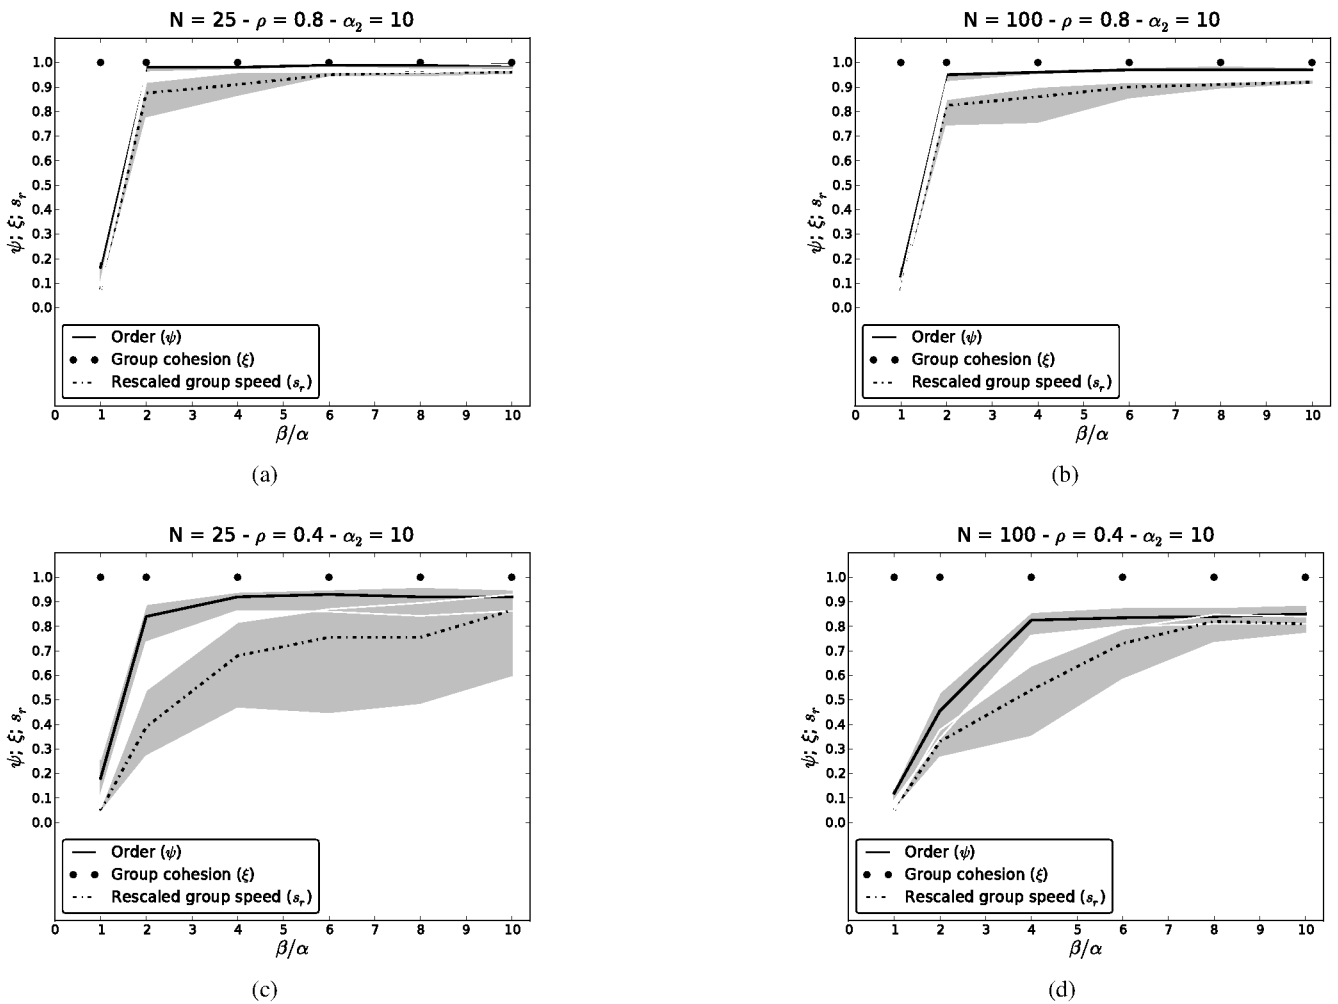 N = 25 - ρ = 0.8 - α₂ = 10
1.0
0.9
0.8
0.7
0.6
0.5
0.4
0.3
0.2
0.1
0.0
ψ; ξ; s_r
Order (ψ)
Group cohesion (ξ)
Rescaled group speed (s_r)
0 1 2 3 4 5 6 7 8 9 10
β/α
(a)
N = 100 - ρ = 0.8 - α₂ = 10
1.0
0.9
0.8
0.7
0.6
0.5
0.4
0.3
0.2
0.1
0.0
ψ; ξ; s_r
Order (ψ)
Group cohesion (ξ)
Rescaled group speed (s_r)
0 1 2 3 4 5 6 7 8 9 10
β/α
(b)
N = 25 - ρ = 0.4 - α₂ = 10
1.0
0.9
0.8
0.7
0.6
0.5
0.4
0.3
0.2
0.1
0.0
ψ; ξ; s_r
Order (ψ)
Group cohesion (ξ)
Rescaled group speed (s_r)
0 1 2 3 4 5 6 7 8 9 10
β/α
(c)
N = 100 - ρ = 0.4 - α₂ = 10
1.0
0.9
0.8
0.7
0.6
0.5
0.4
0.3
0.2
0.1
0.0
ψ; ξ; s_r
Order (ψ)
Group cohesion (ξ)
Rescaled group speed (s_r)
0 1 2 3 4 5 6 7 8 9 10
β/α
(d)